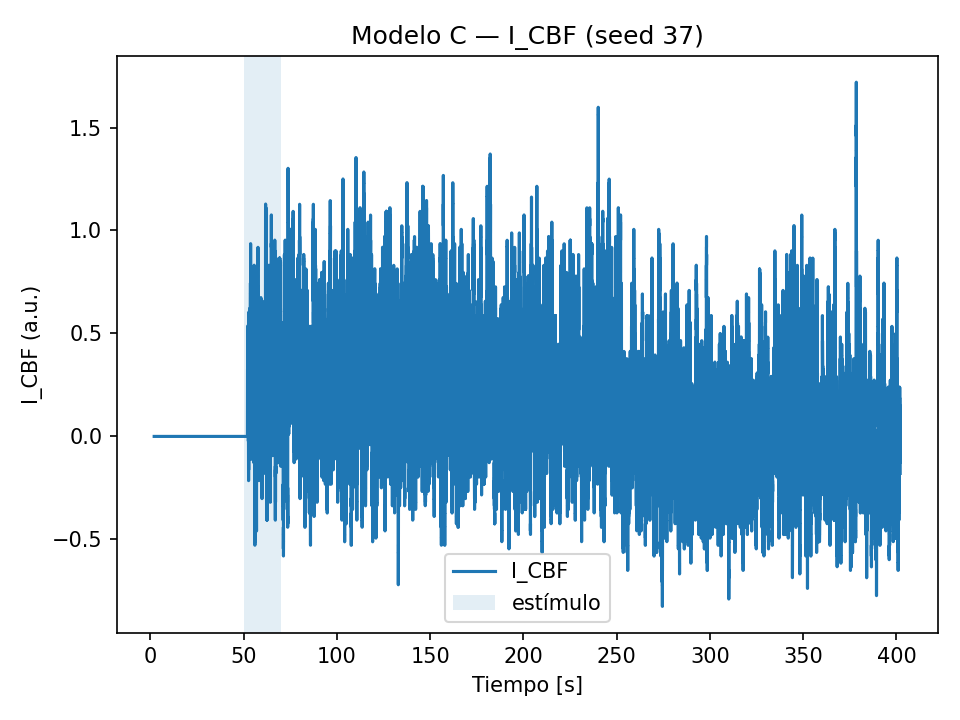 Modelo C — I_CBF (seed 37)
I_CBF (a.u.)
1.5
1.0
0.5
0.0
−0.5
I_CBF
estímulo
0 50 100 150 200 250 300 350 400
Tiempo [s]